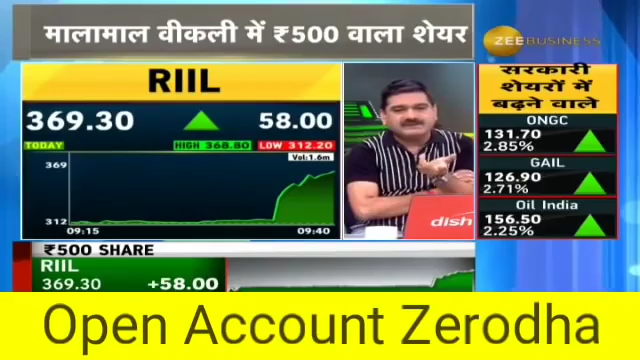 मालामाल वीकली में ₹500 वाला शेयर
ZEE BUSINESS
RIIL
369.30 58.00
TODAY HIGH 368.80 LOW 312.20
Vol:1.6m
369
312
09:15 09:40
dish
सरकारी
शेयरों में
बढ़ने वाले
ONGC
131.70
2.85%
GAIL
126.90
2.71%
Oil India
156.50
2.25%
₹500 SHARE
RIIL
369.30 +58.00
Open Account Zerodha